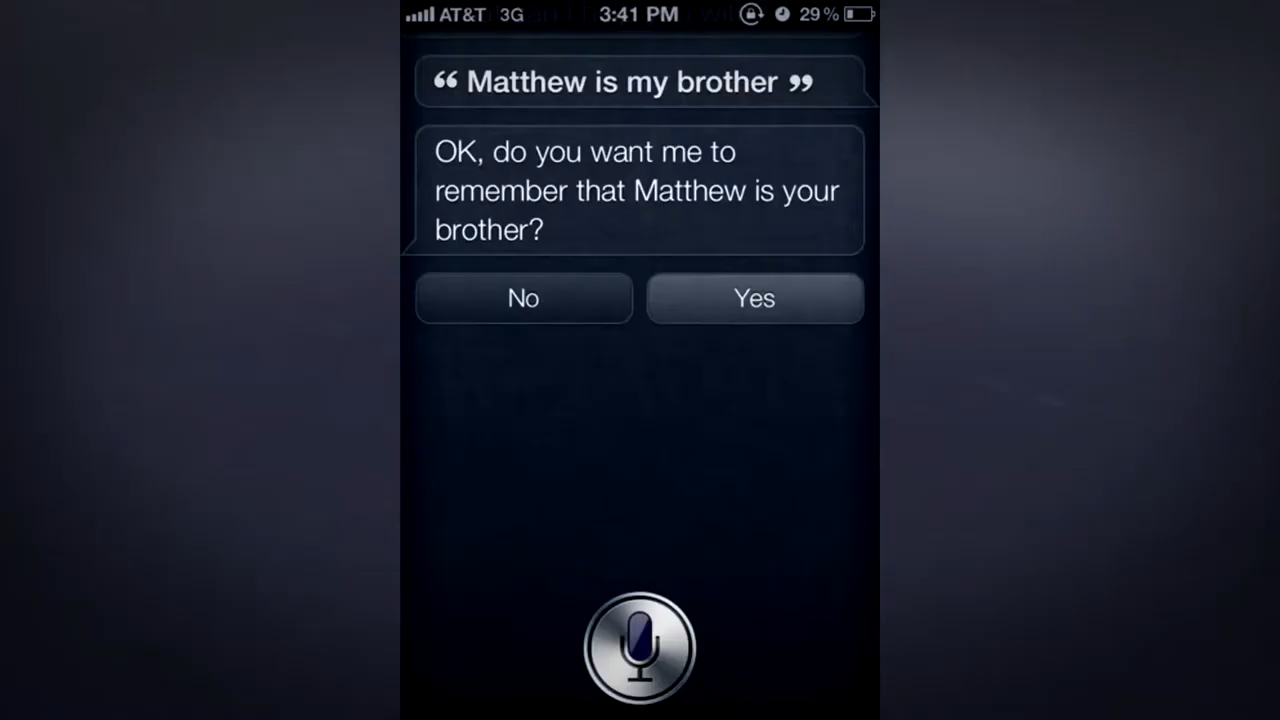 AT&T 3G 3:41 PM 29%
“ Matthew is my brother ”
OK, do you want me to
remember that Matthew is your
brother?
No Yes